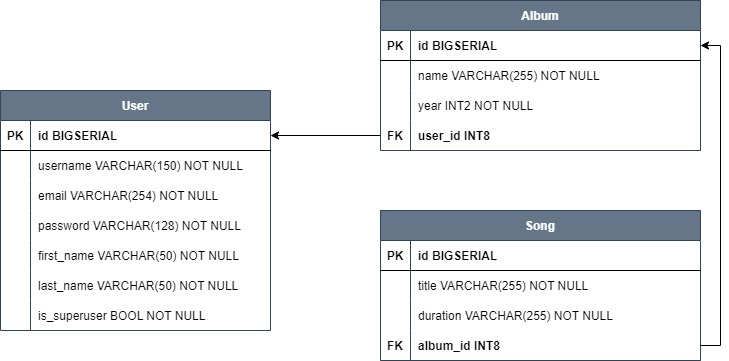 User
PK id BIGSERIAL
username VARCHAR(150) NOT NULL
email VARCHAR(254) NOT NULL
password VARCHAR(128) NOT NULL
first_name VARCHAR(50) NOT NULL
last_name VARCHAR(50) NOT NULL
is_superuser BOOL NOT NULL
Album
PK id BIGSERIAL
name VARCHAR(255) NOT NULL
year INT2 NOT NULL
FK user_id INT8
Song
PK id BIGSERIAL
title VARCHAR(255) NOT NULL
duration VARCHAR(255) NOT NULL
FK album_id INT8